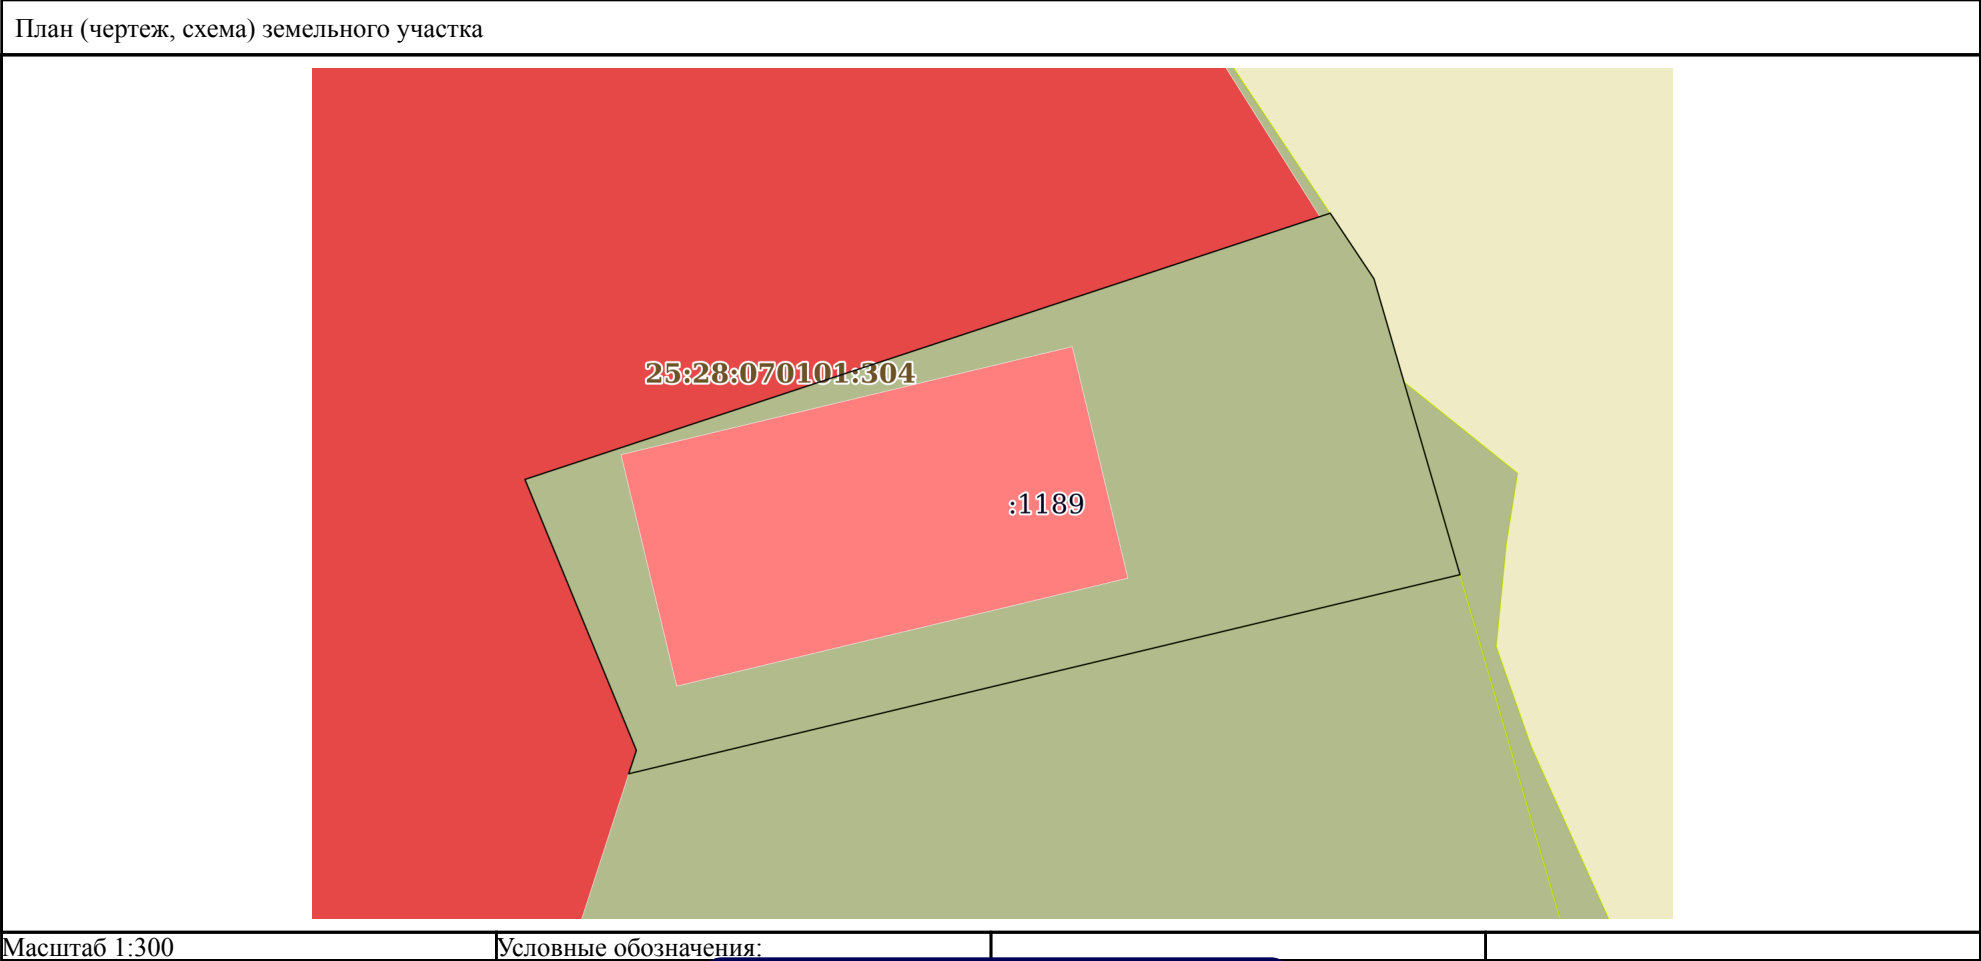 План (чертеж, схема) земельного участка
25:28:070101:304
:1189
Масштаб 1:300
Условные обозначения: